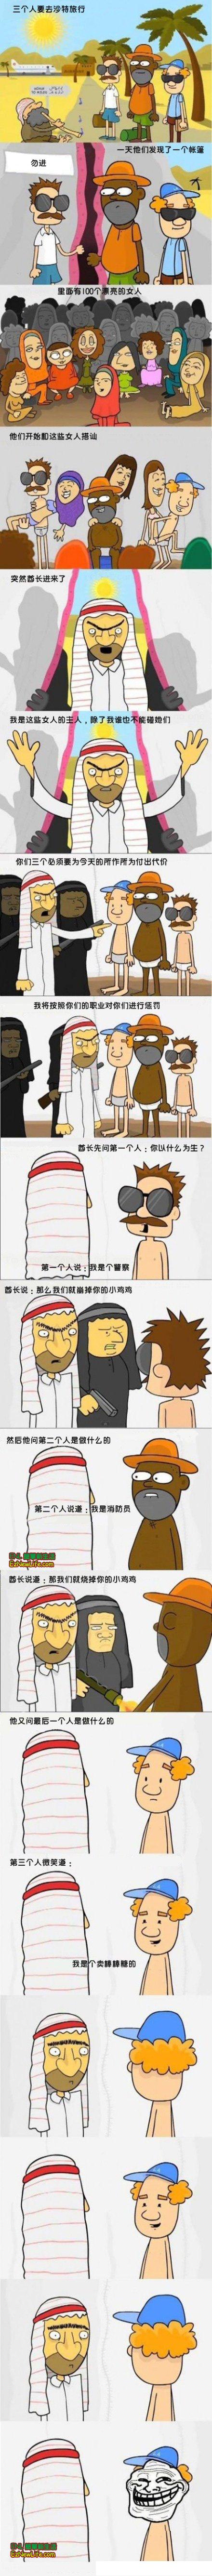 三个人要去沙特旅行
一天他们发现了一个帐篷
勿进
里面有100个漂亮的女人
他们开始和这些女人搭讪
突然酋长进来了
我是这些女人的主人，除了我谁也不能碰她们
你们三个必须要为今天的所作所为付出代价
我将按照你们的职业对你们进行惩罚
酋长先问第一个人：你以什么为生？
第一个人说：我是个警察
酋长说：那么我们就崩掉你的小鸡鸡
然后他问第二个人是做什么的
第二个人说道：我是消防员
EzNewLife.com
酋长说道：那我们就烧掉你的小鸡鸡
他又问最后一个人是做什么的
第三个人微笑道：
我是个卖棒棒糖的
EzNewLife.com